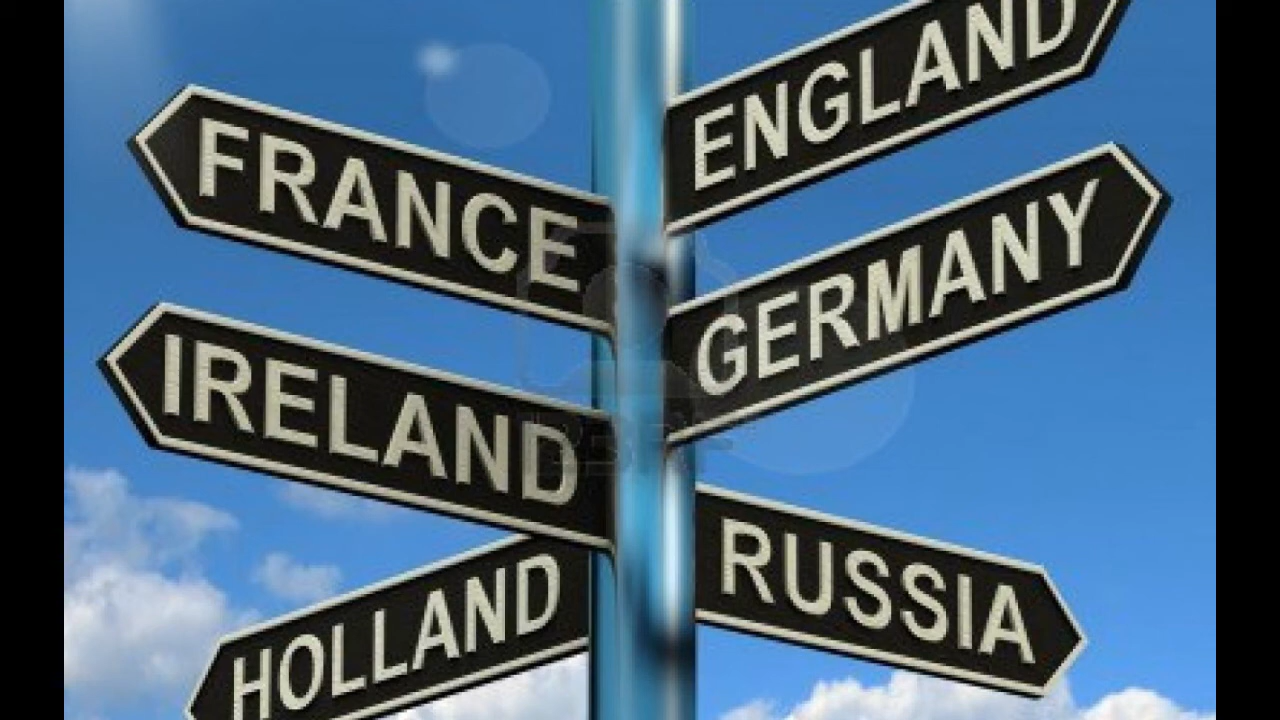 FRANCE
ENGLAND
GERMANY
IRELAND
RUSSIA
HOLLAND